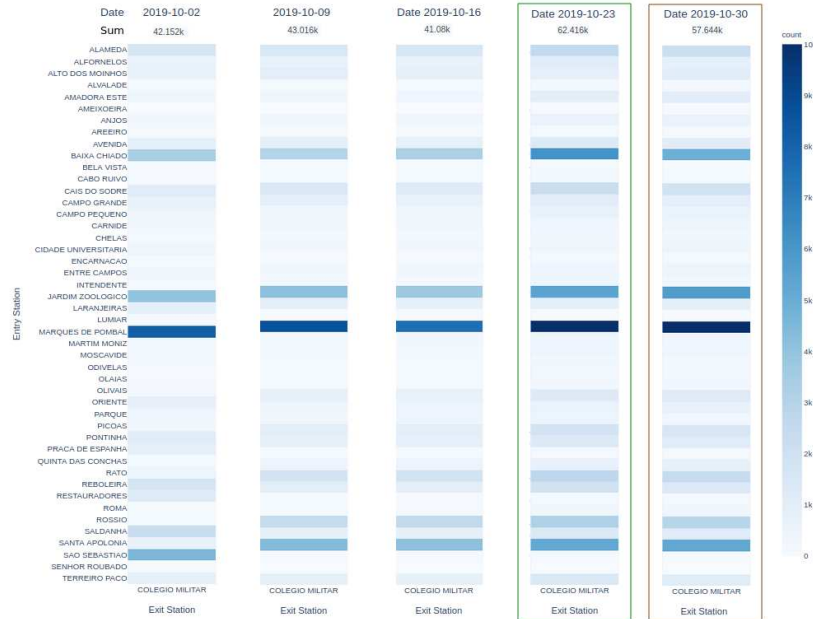 Date 2019-10-02 2019-10-09 Date 2019-10-16 Date 2019-10-23 Date 2019-10-30
Sum 42.152k 43.016k 41.08k 62.416k 57.644k
count
ALAMEDA
ALFORNELOS
ALTO DOS MOINHOS
ALVALADE
AMADORA ESTE
AMEIXOEIRA
ANJOS
AREEIRO
AVENIDA
BAIXA CHIADO
BELA VISTA
CABO RUIVO
CAIS DO SODRE
CAMPO GRANDE
CAMPO PEQUENO
CARNIDE
CHELAS
CIDADE UNIVERSITARIA
ENCARNACAO
ENTRE CAMPOS
INTENDENTE
JARDIM ZOOLOGICO
LARANJEIRAS
LUMIAR
MARQUES DE POMBAL
MARTIM MONIZ
MOSCAVIDE
ODIVELAS
OLAIAS
OLIVAIS
ORIENTE
PARQUE
PICOAS
PONTINHA
PRACA DE ESPANHA
QUINTA DAS CONCHAS
RATO
REBOLEIRA
RESTAURADORES
ROMA
ROSSIO
SALDANHA
SANTA APOLONIA
SAO SEBASTIAO
SENHOR ROUBADO
TERREIRO PACO
Entry Station
COLEGIO MILITAR COLEGIO MILITAR COLEGIO MILITAR COLEGIO MILITAR COLEGIO MILITAR
Exit Station Exit Station Exit Station Exit Station Exit Station
10
9k
8k
7k
6k
5k
4k
3k
2k
1k
0